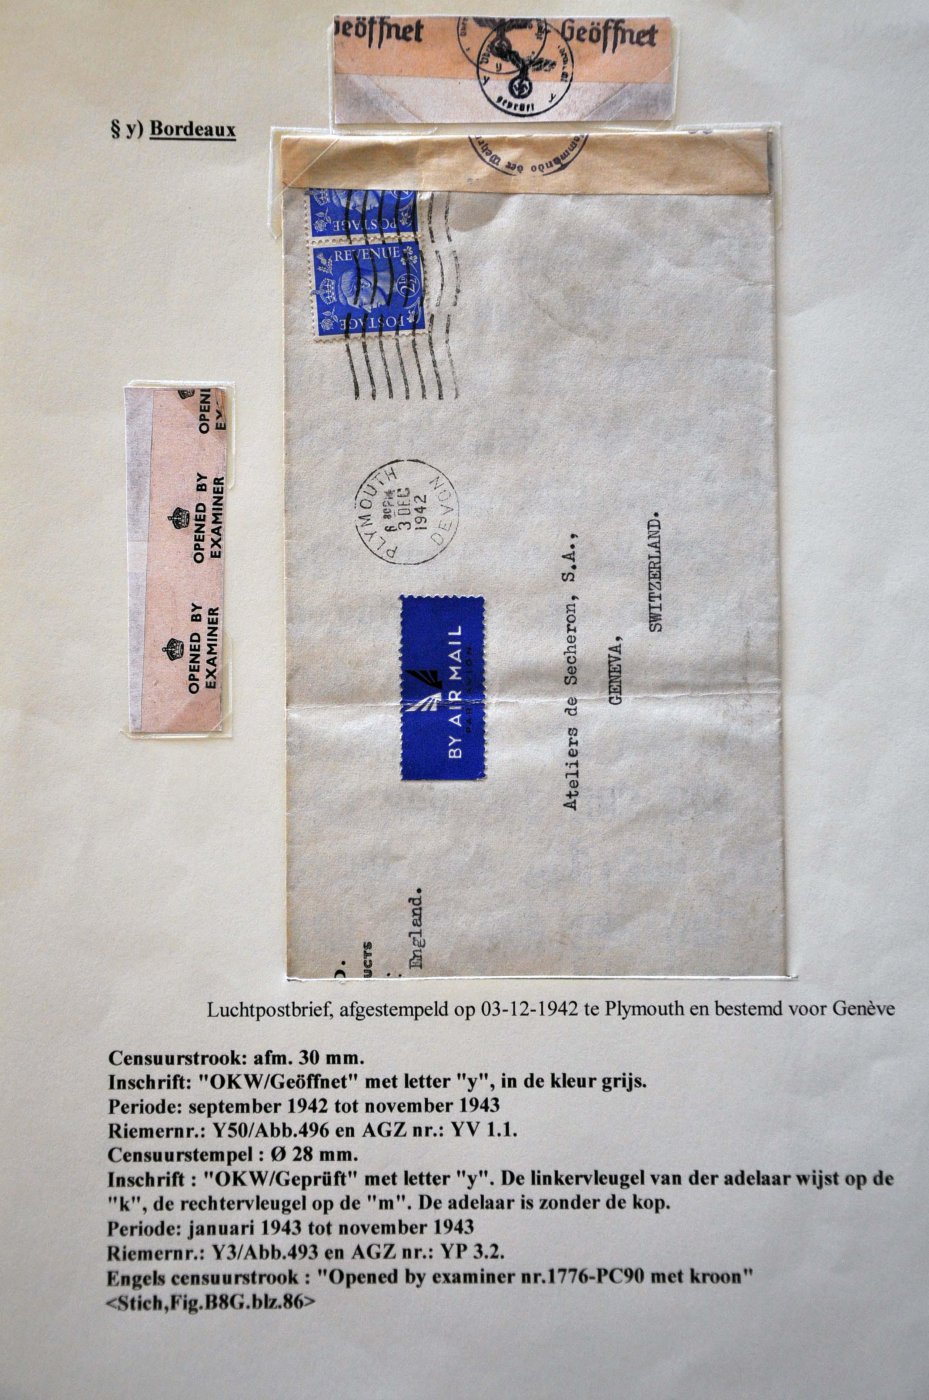 Geöffnet Geöffnet
y
geprüft
§ y) Bordeaux
POSTAGE
REVENUE
2½D
POSTAGE
OPENED BY
EXAMINER
OPENED BY
EXAMINER
PLYMOUTH
DEVON
3 DEC
1942
BY AIR MAIL
PAR AVION
Ateliers de Secheron, S.A.,
GENEVA,
SWITZERLAND.
UCTS
England.
Luchtpostbrief, afgestempeld op 03-12-1942 te Plymouth en bestemd voor Genève
Censuurstrook: afm. 30 mm.
Inschrift: "OKW/Geöffnet" met letter "y", in de kleur grijs.
Periode: september 1942 tot november 1943
Riemernr.: Y50/Abb.496 en AGZ nr.: YV 1.1.
Censuurstempel : Ø 28 mm.
Inschrift : "OKW/Geprüft" met letter "y". De linkervleugel van der adelaar wijst op de
"k", de rechtervleugel op de "m". De adelaar is zonder de kop.
Periode: januari 1943 tot november 1943
Riemernr.: Y3/Abb.493 en AGZ nr.: YP 3.2.
Engels censuurstrook : "Opened by examiner nr.1776-PC90 met kroon"
<Stich,Fig.B8G.blz.86>